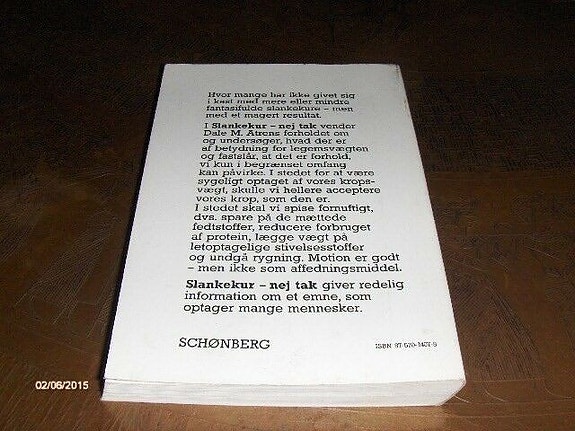 Hvor mange har ikke givet sig
i kast med mere eller mindre
fantasifulde slankekure – men
med et magert resultat.
I Slankekur – nej tak vender
Dale M. Atrens forholdet om
og undersøger, hvad der er
af betydning for legemsvægten
og fastslår, at det er forhold,
vi kun i begrænset omfang
kan påvirke. I stedet for at være
sygeligt optaget af vores krops-
vægt, skulle vi hellere acceptere
vores krop, som den er.
I stedet skal vi spise fornuftigt,
dvs. spare på de mættede
fedtstoffer, reducere forbruget
af protein, lægge vægt på
letoptagelige stivelsesstoffer
og undgå rygning. Motion er godt
– men ikke som affedningsmiddel.
Slankekur – nej tak giver redelig
information om et emne, som
optager mange mennesker.
SCHØNBERG
ISBN 87-570-
02/06/2015